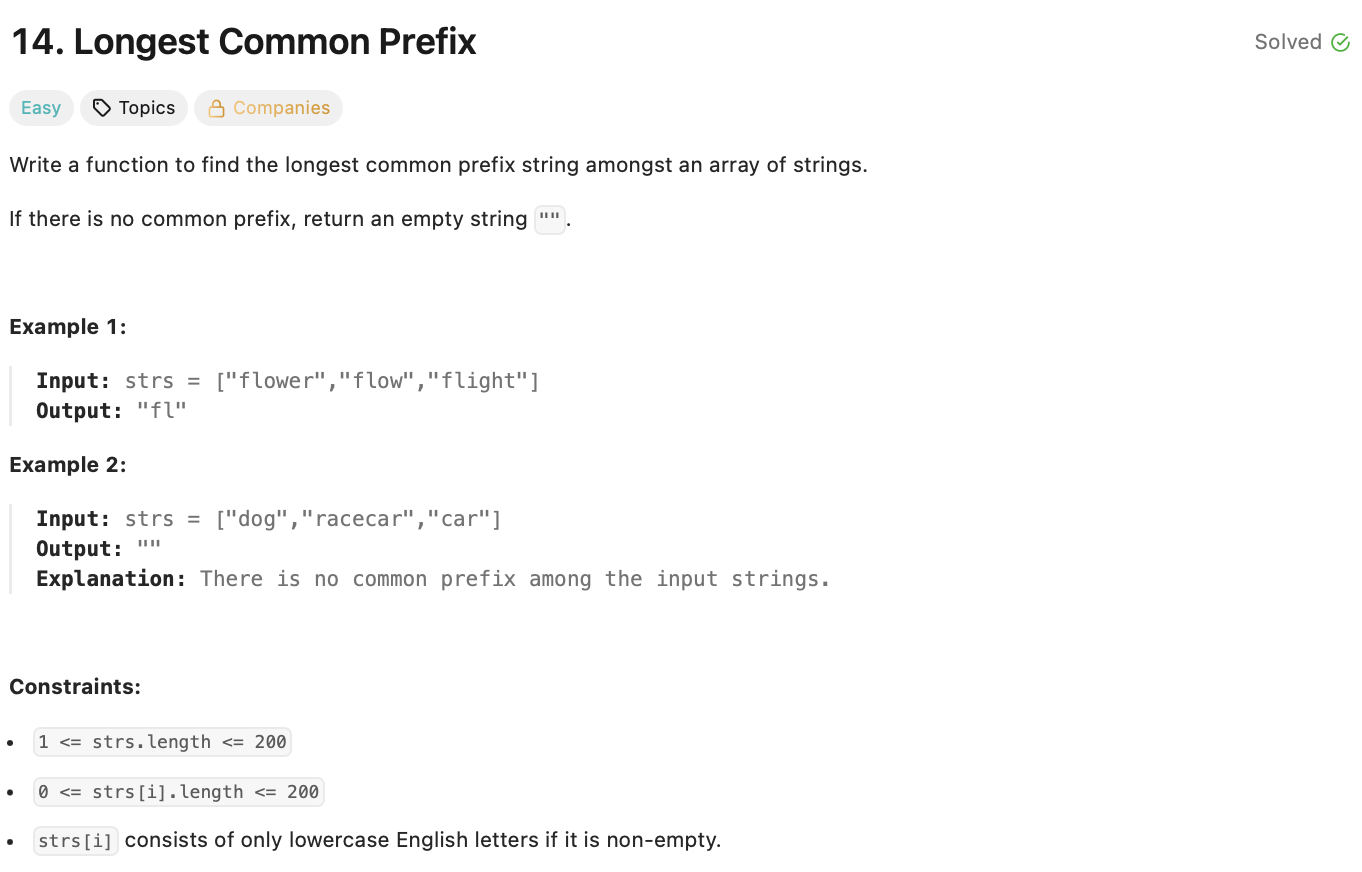 14. Longest Common Prefix
Solved
Easy Topics Companies
Write a function to find the longest common prefix string amongst an array of strings.
If there is no common prefix, return an empty string "".
Example 1:
Input: strs = ["flower","flow","flight"]
Output: "fl"
Example 2:
Input: strs = ["dog","racecar","car"]
Output: ""
Explanation: There is no common prefix among the input strings.
Constraints:
• 1 <= strs.length <= 200
• 0 <= strs[i].length <= 200
• strs[i] consists of only lowercase English letters if it is non-empty.